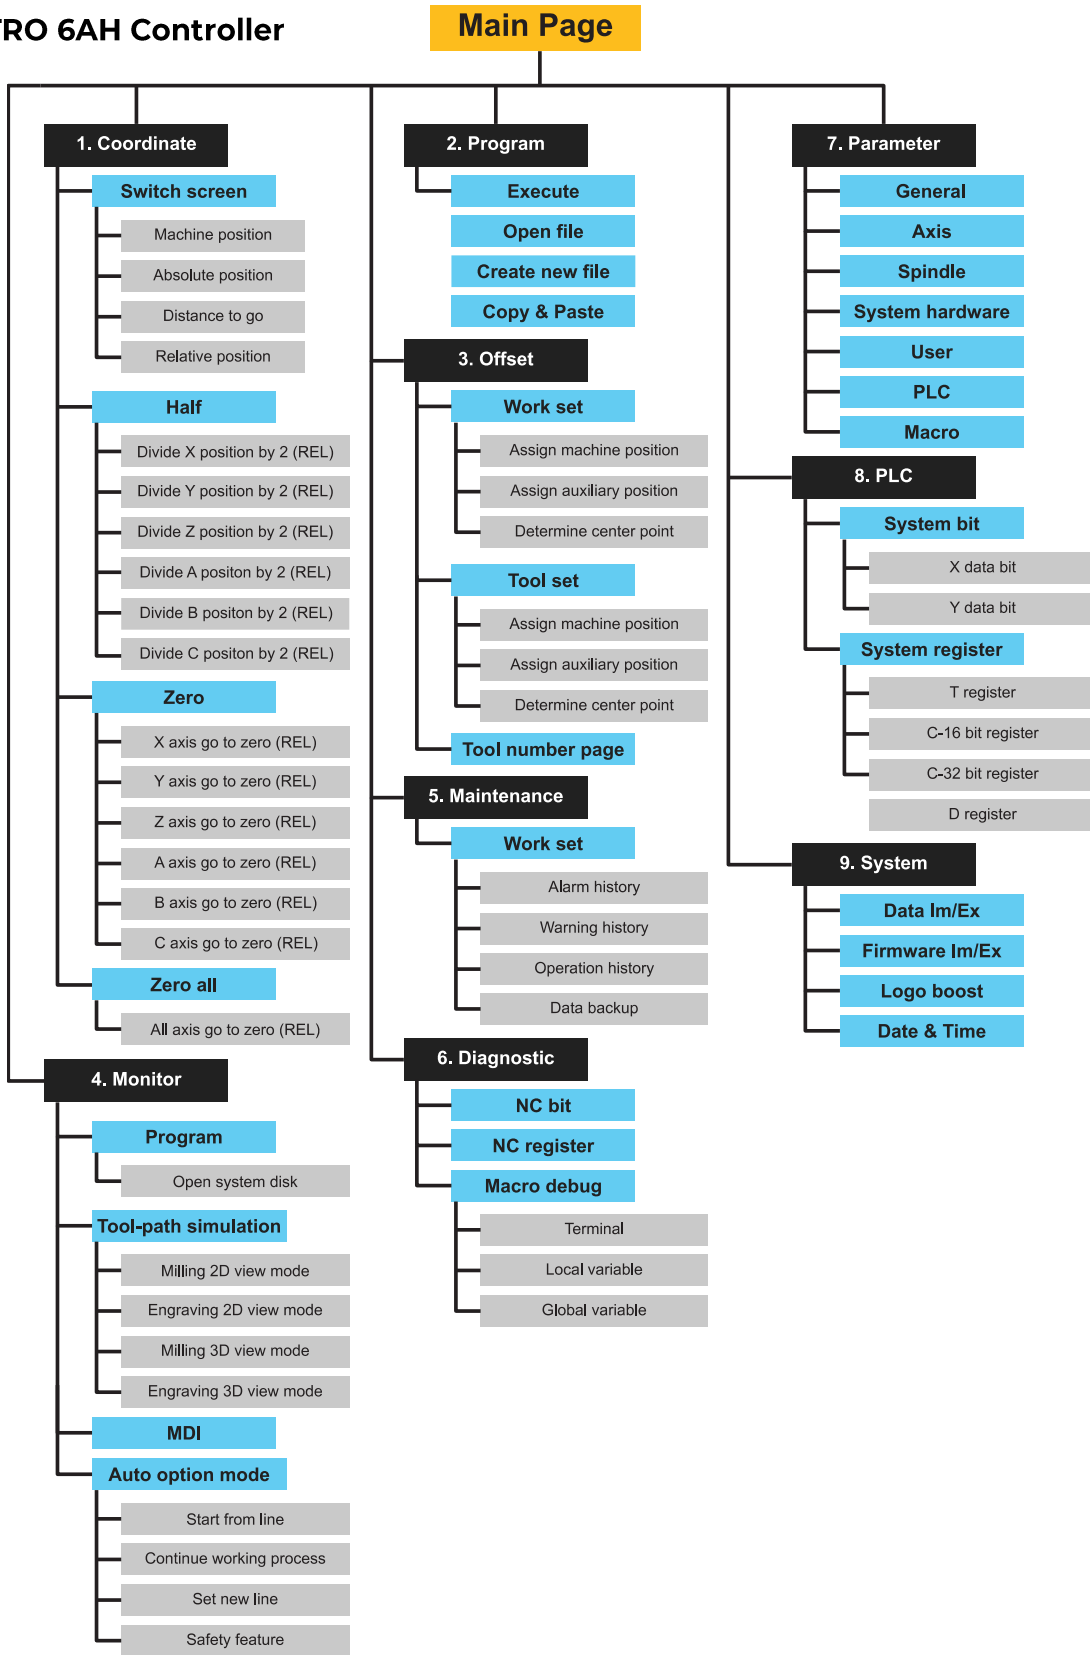 TRO 6AH Controller
Main Page
1. Coordinate
Switch screen
Machine position
Absolute position
Distance to go
Relative position
Half
Divide X position by 2 (REL)
Divide Y position by 2 (REL)
Divide Z position by 2 (REL)
Divide A positon by 2 (REL)
Divide B positon by 2 (REL)
Divide C positon by 2 (REL)
Zero
X axis go to zero (REL)
Y axis go to zero (REL)
Z axis go to zero (REL)
A axis go to zero (REL)
B axis go to zero (REL)
C axis go to zero (REL)
Zero all
All axis go to zero (REL)
4. Monitor
Program
Open system disk
Tool-path simulation
Milling 2D view mode
Engraving 2D view mode
Milling 3D view mode
Engraving 3D view mode
MDI
Auto option mode
Start from line
Continue working process
Set new line
Safety feature
2. Program
Execute
Open file
Create new file
Copy & Paste
3. Offset
Work set
Assign machine position
Assign auxiliary position
Determine center point
Tool set
Assign machine position
Assign auxiliary position
Determine center point
Tool number page
5. Maintenance
Work set
Alarm history
Warning history
Operation history
Data backup
6. Diagnostic
NC bit
NC register
Macro debug
Terminal
Local variable
Global variable
7. Parameter
General
Axis
Spindle
System hardware
User
PLC
Macro
8. PLC
System bit
X data bit
Y data bit
System register
T register
C-16 bit register
C-32 bit register
D register
9. System
Data Im/Ex
Firmware Im/Ex
Logo boost
Date & Time